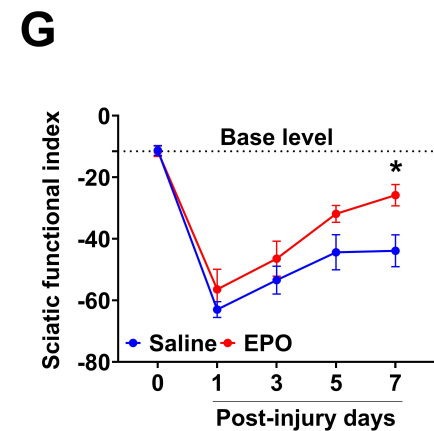 G
Sciatic functional index
0
-20
-40
-60
-80
Base level
*
Saline EPO
0 1 3 5 7
Post-injury days